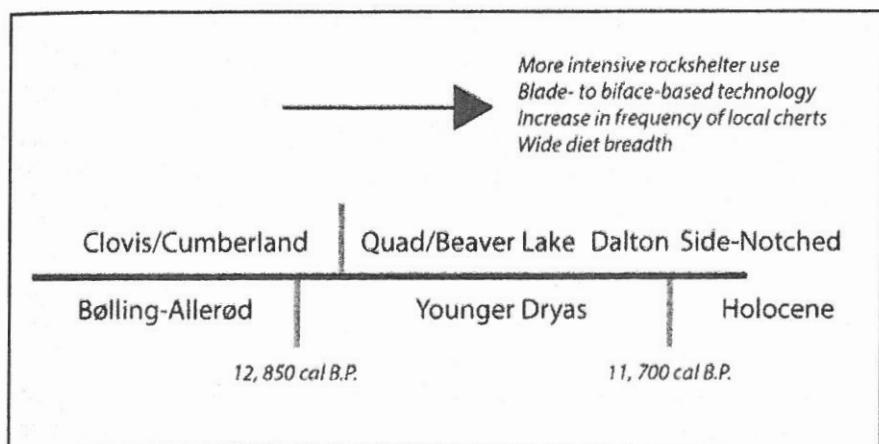 More intensive rockshelter use
Blade- to biface-based technology
Increase in frequency of local cherts
Wide diet breadth
Clovis/Cumberland Quad/Beaver Lake Dalton Side-Notched
Bølling-Allerød Younger Dryas Holocene
12, 850 cal B.P. 11, 700 cal B.P.